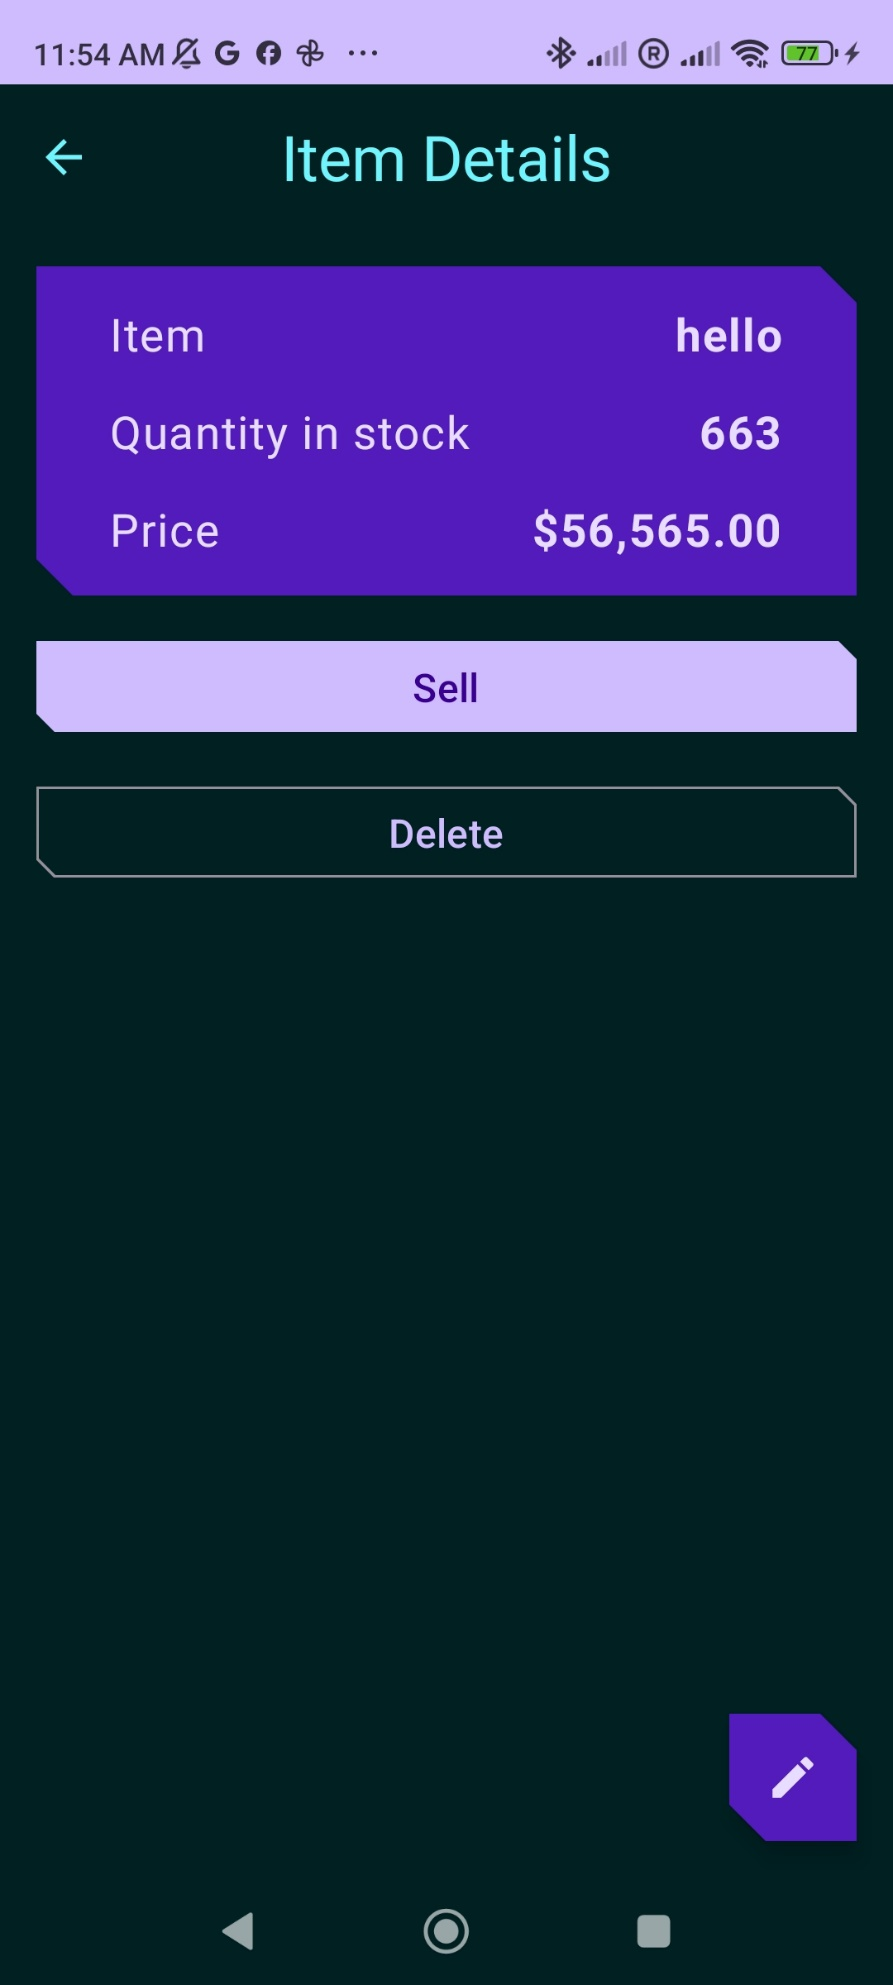 11:54 AM
77
Item Details
Item hello
Quantity in stock 663
Price $56,565.00
Sell
Delete